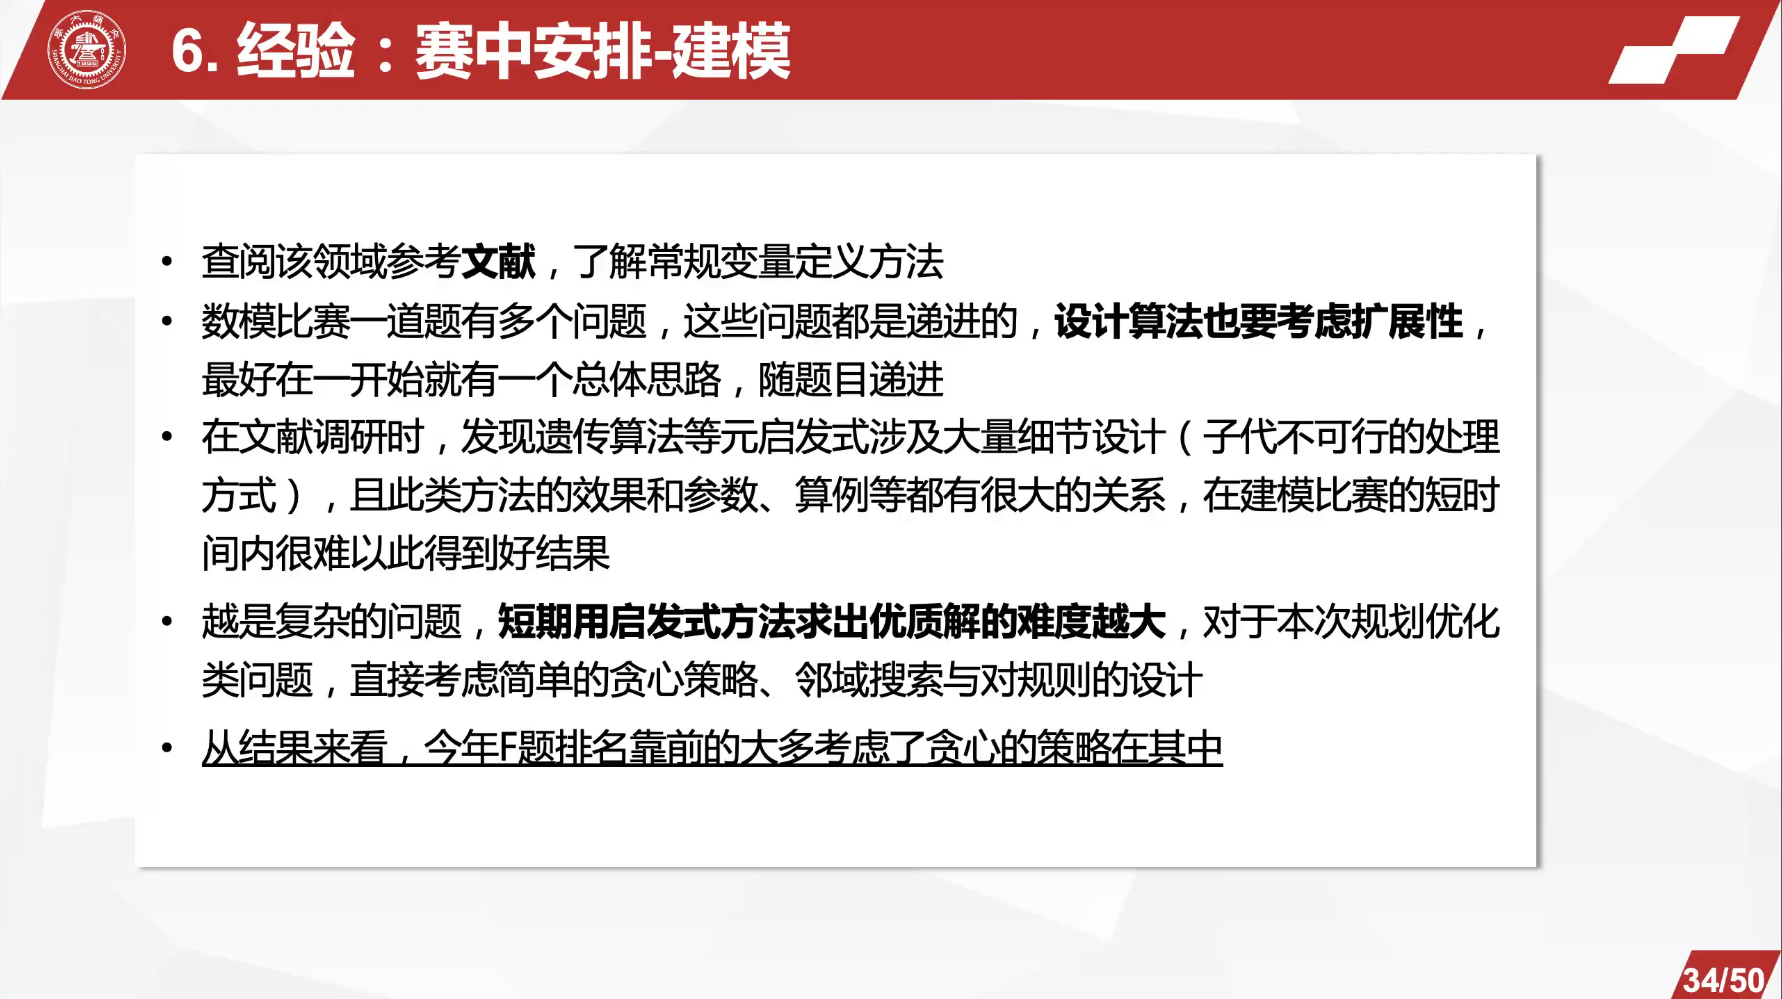 6. 经验：赛中安排-建模
SHANGHAI JIAO TONG UNIVERSITY
• 查阅该领域参考文献，了解常规变量定义方法
• 数模比赛一道题有多个问题，这些问题都是递进的，设计算法也要考虑扩展性，
最好在一开始就有一个总体思路，随题目递进
• 在文献调研时，发现遗传算法等元启发式涉及大量细节设计（子代不可行的处理
方式），且此类方法的效果和参数、算例等都有很大的关系，在建模比赛的短时
间内很难以此得到好结果
• 越是复杂的问题，短期用启发式方法求出优质解的难度越大，对于本次规划优化
类问题，直接考虑简单的贪心策略、邻域搜索与对规则的设计
• 从结果来看，今年F题排名靠前的大多考虑了贪心的策略在其中
34/50